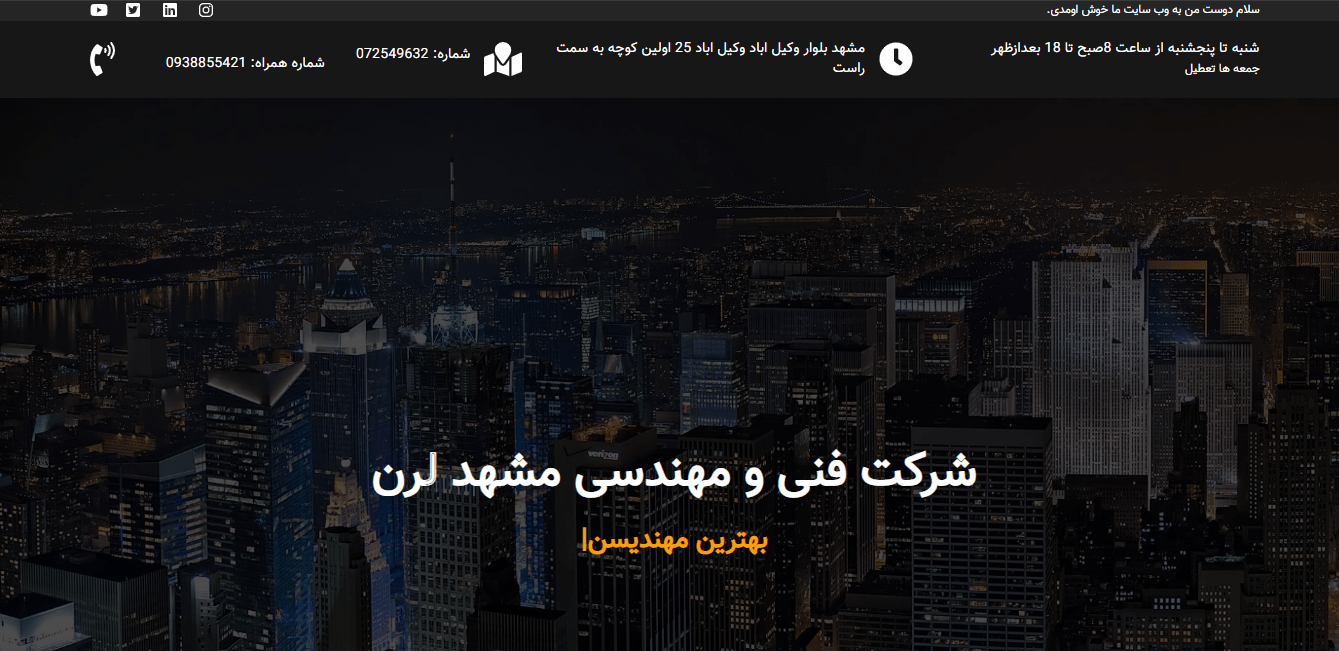 سلام دوست من به وب سایت ما خوش اومدی.
شنبه تا پنجشنبه از ساعت 8صبح تا 18 بعدازظهر
جمعه ها تعطیل
مشهد بلوار وکیل اباد وکیل اباد 25 اولین کوچه به سمت
راست
شماره: 072549632
شماره همراه: 0938855421
verizon
شرکت فنی و مهندسی مشهد لرن
بهترین مهندیسن|